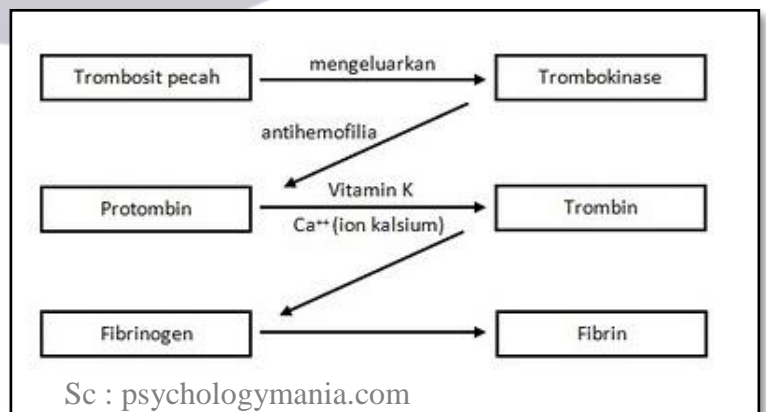 Trombosit pecah
mengeluarkan
Trombokinase
antihemofilia
Protombin
Vitamin K
Ca⁺⁺(ion kalsium)
Trombin
Fibrinogen
Fibrin
Sc : psychologymania.com